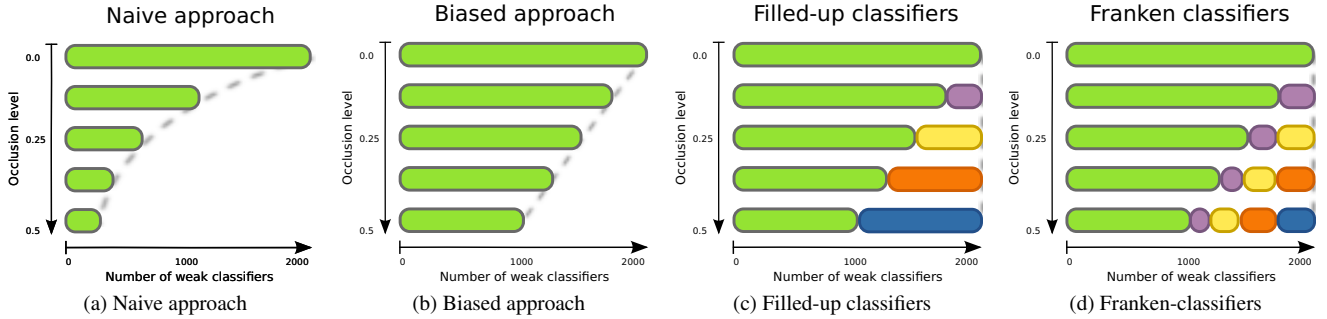 Naive approach
Occlusion level
0.0
0.25
0.5
0
1000
2000
Number of weak classifiers
(a) Naive approach
Biased approach
Occlusion level
0.0
0.25
0.5
0
1000
2000
Number of weak classifiers
(b) Biased approach
Filled-up classifiers
Occlusion level
0.0
0.25
0.5
0
1000
2000
Number of weak classifiers
(c) Filled-up classifiers
Franken classifiers
Occlusion level
0.0
0.25
0.5
0
1000
2000
Number of weak classifiers
(d) Franken-classifiers